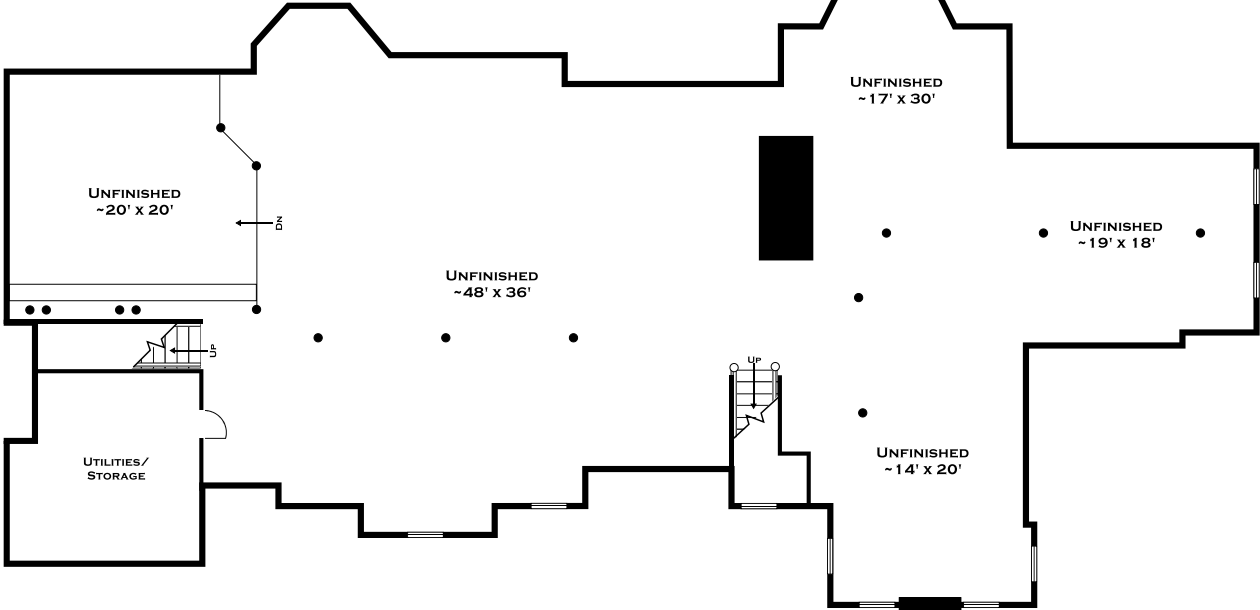 Unfinished
~17' x 30'
Unfinished
~20' x 20'
Dn
Unfinished
~19' x 18'
Unfinished
~48' x 36'
Up
Up
Unfinished
~14' x 20'
Utilities/
Storage